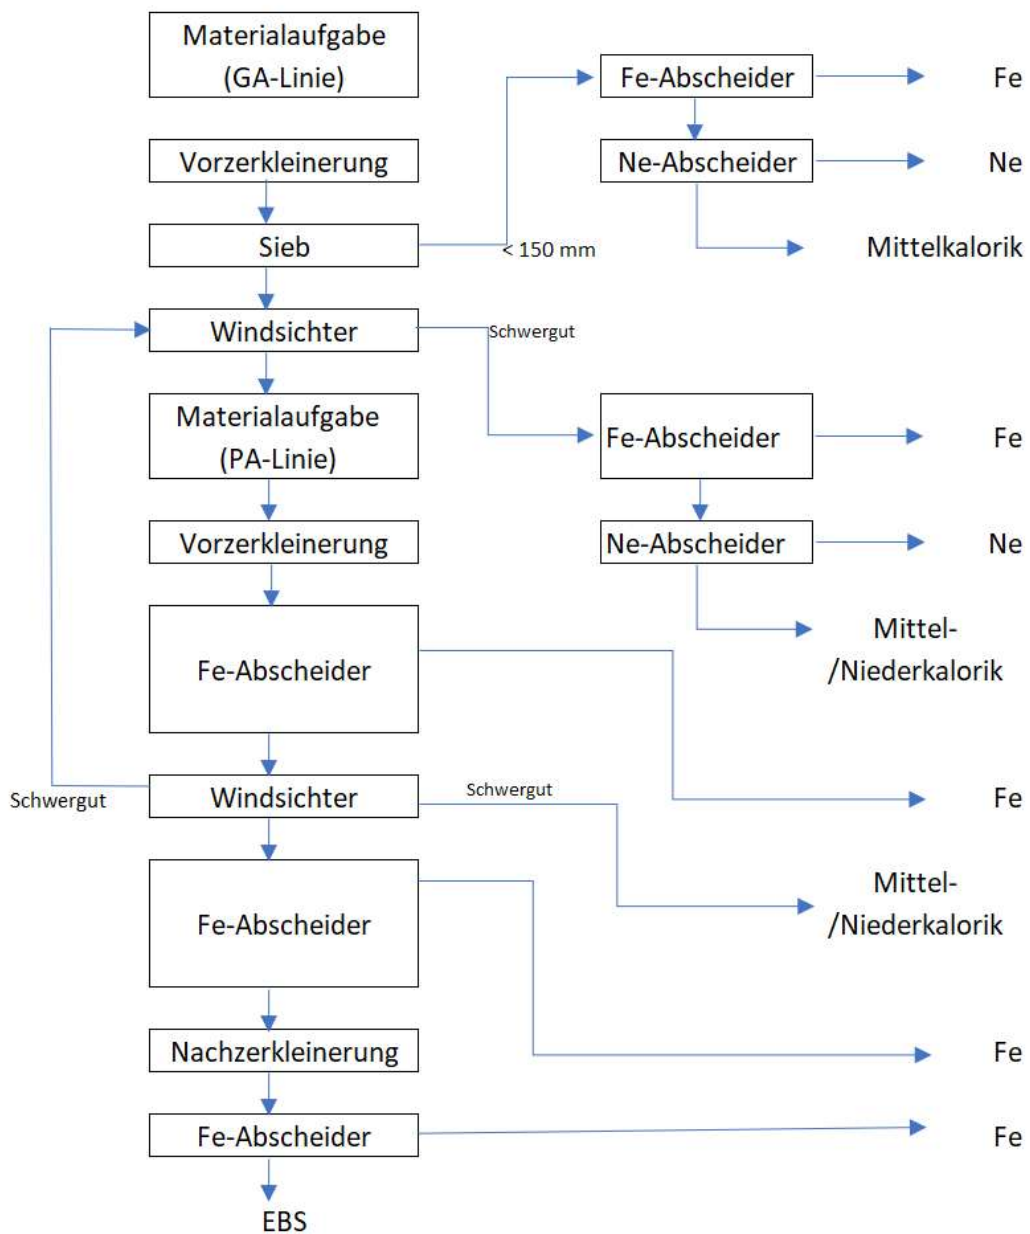 Materialaufgabe
(GA-Linie)
Fe-Abscheider
Fe
Vorzerkleinerung
Ne-Abscheider
Ne
Sieb
< 150 mm
Mittelkalorik
Windsichter
Schwergut
Materialaufgabe
(PA-Linie)
Fe-Abscheider
Fe
Vorzerkleinerung
Ne-Abscheider
Ne
Mittel-
/Niederkalorik
Fe-Abscheider
Schwergut
Windsichter
Schwergut
Fe
Mittel-
/Niederkalorik
Fe-Abscheider
Nachzerkleinerung
Fe
Fe-Abscheider
Fe
EBS